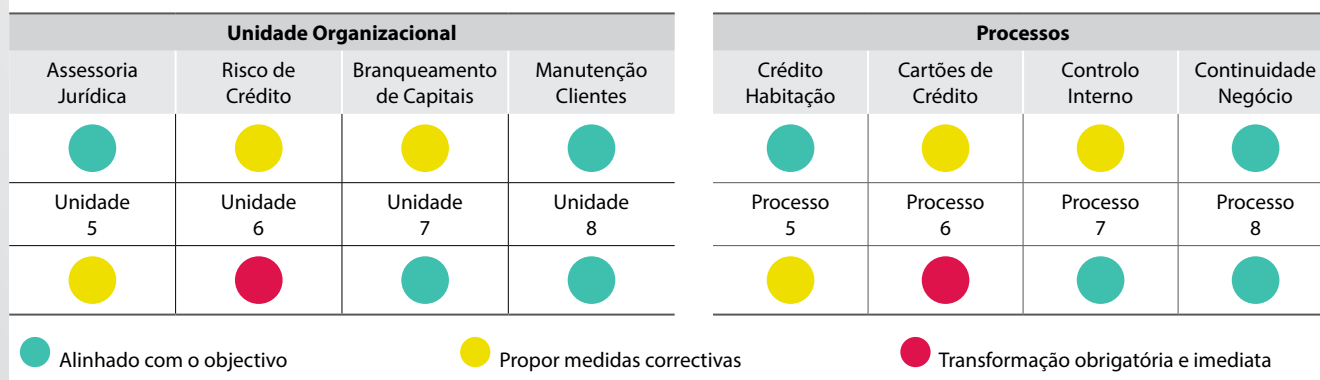 Unidade Organizacional
Assessoria Jurídica
Risco de Crédito
Branqueamento de Capitais
Manutenção Clientes
Unidade 5
Unidade 6
Unidade 7
Unidade 8
Processos
Crédito Habitação
Cartões de Crédito
Controlo Interno
Continuidade Negócio
Processo 5
Processo 6
Processo 7
Processo 8
Alinhado com o objectivo
Propor medidas correctivas
Transformação obrigatória e imediata